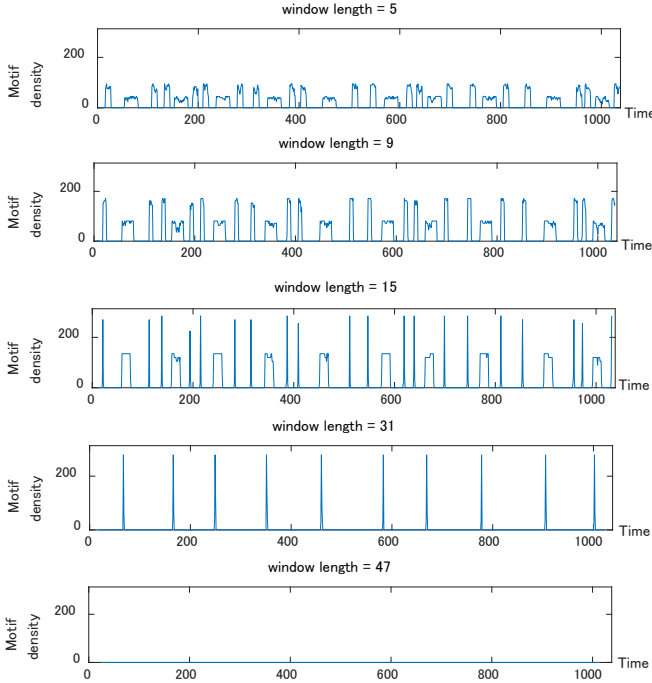 window length = 5
Motif
density
200
0
0 200 400 600 800 1000
Time
window length = 9
Motif
density
200
0
0 200 400 600 800 1000
Time
window length = 15
Motif
density
200
0
0 200 400 600 800 1000
Time
window length = 31
Motif
density
200
0
0 200 400 600 800 1000
Time
window length = 47
Motif
density
200
0
0 200 400 600 800 1000
Time